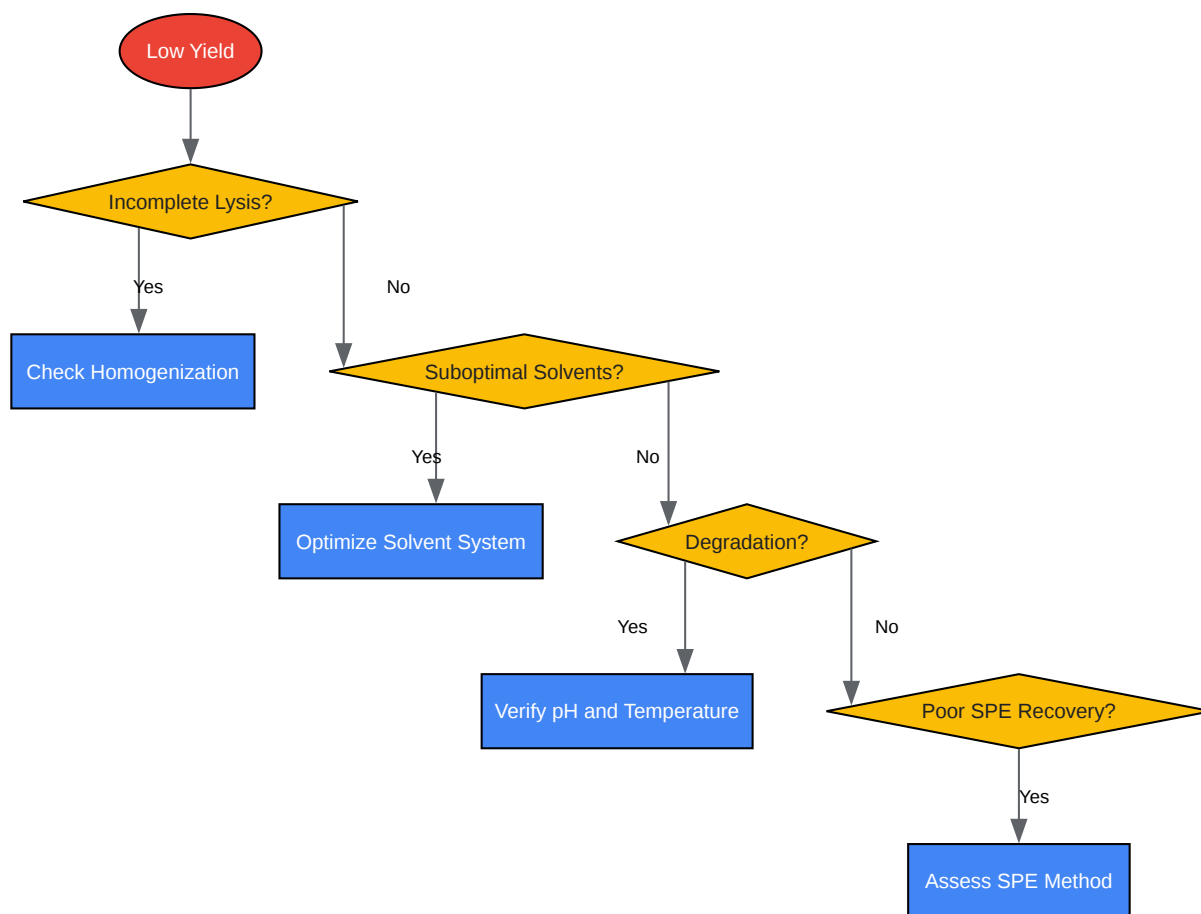 Low Yield
Incomplete Lysis?
Yes
No
Check Homogenization
Suboptimal Solvents?
Yes
No
Optimize Solvent System
Degradation?
Yes
No
Verify pH and Temperature
Poor SPE Recovery?
Yes
Assess SPE Method